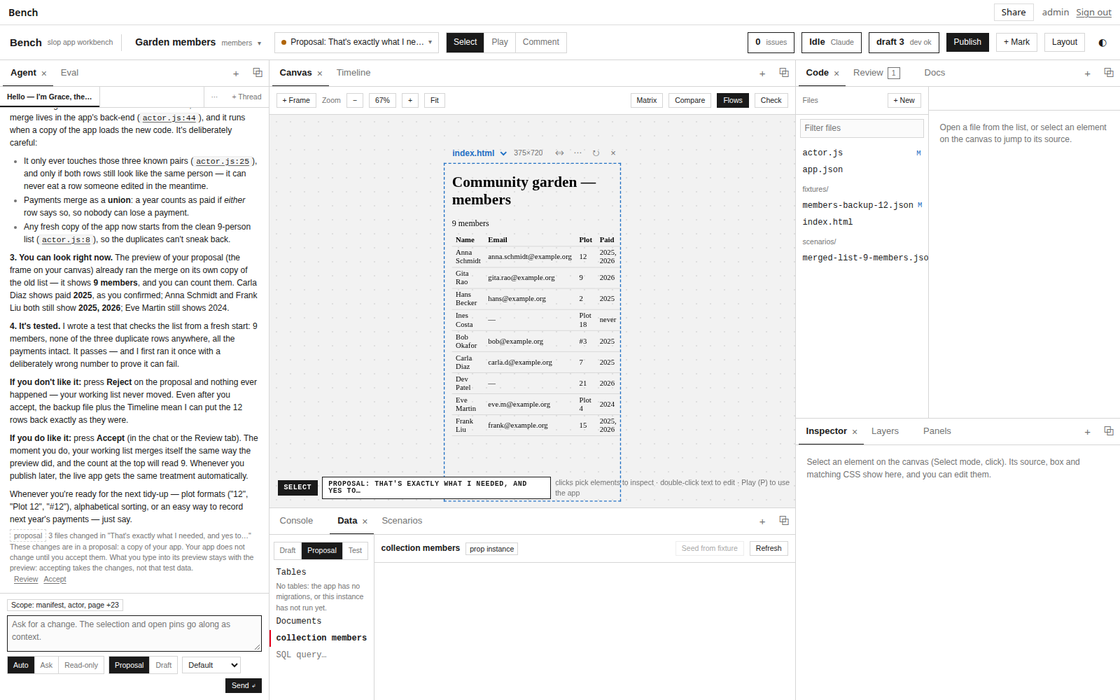 Bench
Share
admin
Sign out
Bench slop app workbench
Garden members members
Proposal: That's exactly what I ne…
Select
Play
Comment
0 issues
Idle Claude
draft 3 dev ok
Publish
+ Mark
Layout
Agent ×
Eval
Hello — I'm Grace, the…
···
+ Thread
merge lives in the app's back-end ( actor.js:44 ), and it runs
when a copy of the app loads the new code. It's deliberately
careful:
• It only ever touches those three known pairs ( actor.js:25 ),
and only if both rows still look like the same person — it can
never eat a row someone edited in the meantime.
• Payments merge as a union: a year counts as paid if either
row says so, so nobody can lose a payment.
• Any fresh copy of the app now starts from the clean 9-person
list ( actor.js:8 ), so the duplicates can't sneak back.
3. You can look right now. The preview of your proposal (the
frame on your canvas) already ran the merge on its own copy of
the old list — it shows 9 members, and you can count them. Carla
Diaz shows paid 2025, as you confirmed; Anna Schmidt and Frank
Liu both still show 2025, 2026; Eve Martin still shows 2024.
4. It's tested. I wrote a test that checks the list from a fresh start: 9
members, none of the three duplicate rows anywhere, all the
payments intact. It passes — and I first ran it once with a
deliberately wrong number to prove it can fail.
If you don't like it: press Reject on the proposal and nothing ever
happened — your working list never moved. Even after you
accept, the backup file plus the Timeline mean I can put the 12
rows back exactly as they were.
If you do like it: press Accept (in the chat or the Review tab). The
moment you do, your working list merges itself the same way the
preview did, and the count at the top will read 9. Whenever you
publish later, the live app gets the same treatment automatically.
Whenever you're ready for the next tidy-up — plot formats ("12",
"Plot 12", "#12"), alphabetical sorting, or an easy way to record
next year's payments — just say.
proposal 3 files changed in "That's exactly what I needed, and yes to…"
These changes are in a proposal: a copy of your app. Your app does not
change until you accept them. What you type into its preview stays with the
preview: accepting takes the changes, not that test data.
Review Accept
Scope: manifest, actor, page +23
Ask for a change. The selection and open pins go along as
context.
Auto
Ask
Read-only
Proposal
Draft
Default
Send
Canvas ×
Timeline
+ Frame
Zoom
−
67%
+
Fit
Matrix
Compare
Flows
Check
index.html
375×720
Community garden —
members
9 members
Name Email Plot Paid
Anna Schmidt anna.schmidt@example.org 12 2025, 2026
Gita Rao gita.rao@example.org 9 2026
Hans Becker hans@example.org 2 2025
Ines Costa — Plot 18 never
Bob Okafor bob@example.org #3 2025
Carla Diaz carla.d@example.org 7 2025
Dev Patel — 21 2026
Eve Martin eve.m@example.org Plot 4 2024
Frank Liu frank@example.org 15 2025, 2026
SELECT
PROPOSAL: THAT'S EXACTLY WHAT I NEEDED, AND
YES TO…
clicks pick elements to inspect · double-click text to edit · Play (P) to use
the app
Console
Data ×
Scenarios
Draft
Proposal
Test
collection members
prop instance
Seed from fixture
Refresh
Tables
No tables: the app has no
migrations, or this instance
has not run yet.
Documents
collection members
SQL query…
Code ×
Review 1
Docs
Files
+ New
Filter files
actor.js M
app.json
fixtures/
members-backup-12.json M
index.html
scenarios/
merged-list-9-members.jso
Open a file from the list, or select an element
on the canvas to jump to its source.
Inspector ×
Layers
Panels
Select an element on the canvas (Select mode, click). Its source, box and
matching CSS show here, and you can edit them.